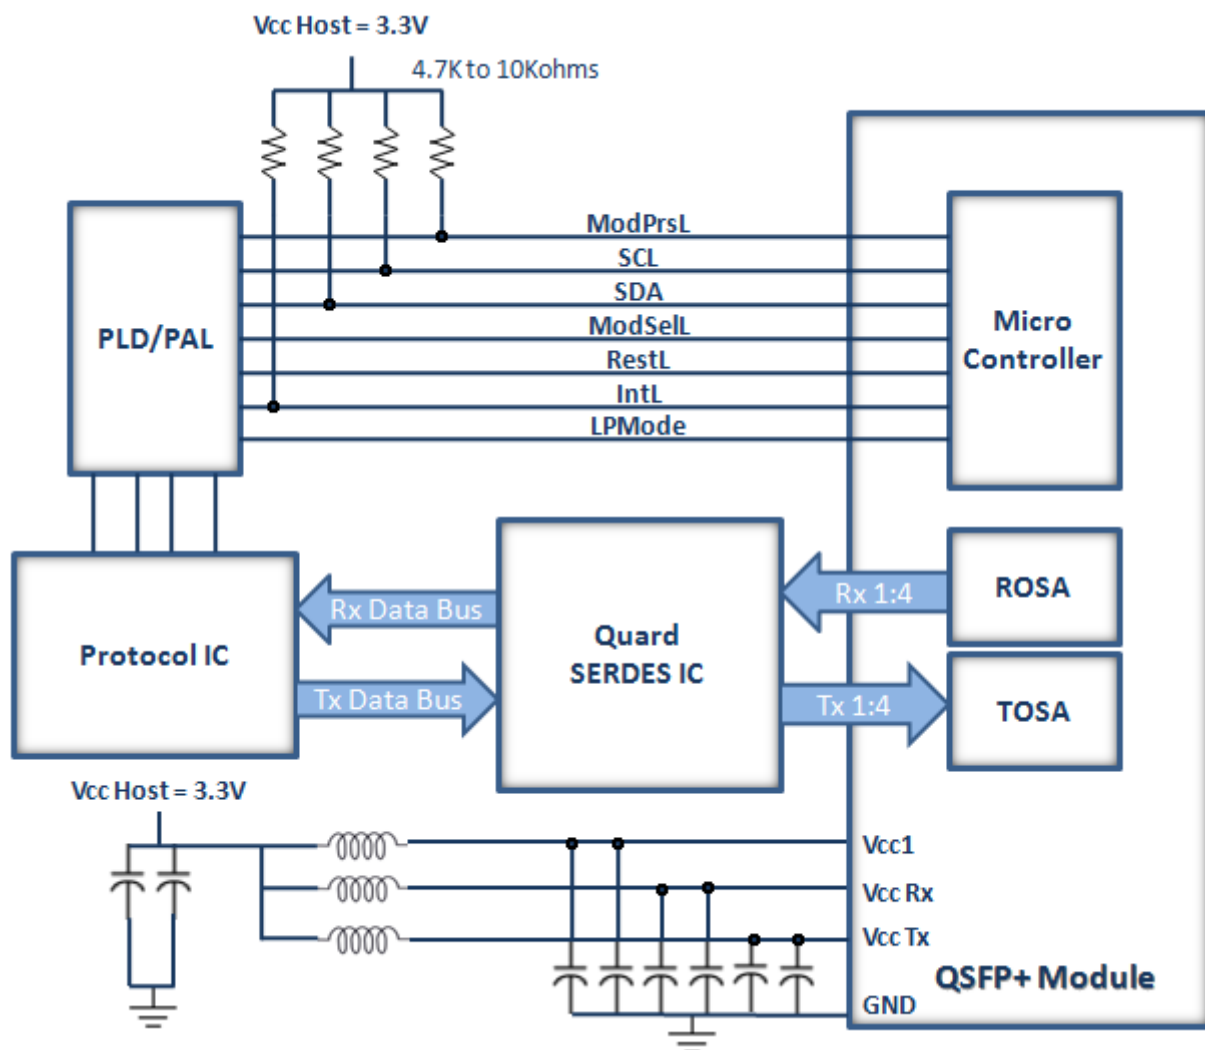 Vcc Host = 3.3V
4.7K to 10Kohms
ModPrsL
SCL
SDA
ModSelL
RestL
IntL
LPMode
PLD/PAL
Micro
Controller
Rx Data Bus
Tx Data Bus
Protocol IC
Quard
SERDES IC
Rx 1:4
Tx 1:4
ROSA
TOSA
Vcc Host = 3.3V
Vcc1
Vcc Rx
Vcc Tx
GND
QSFP+ Module